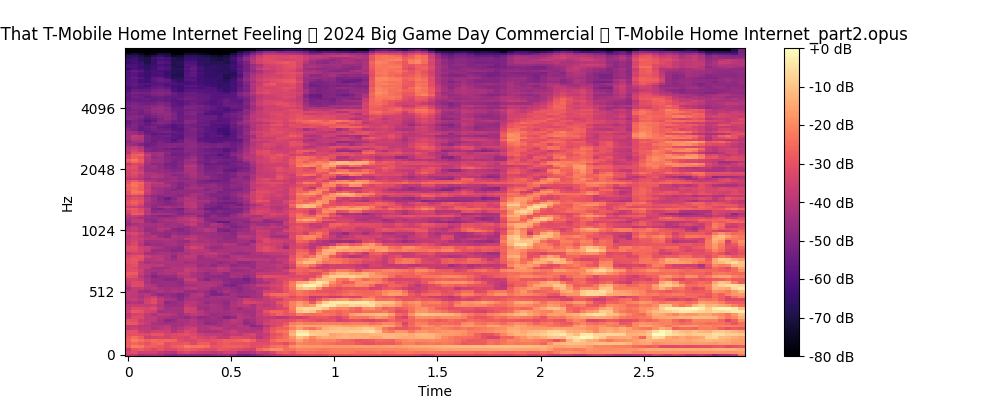 That T-Mobile Home Internet Feeling 2024 Big Game Day Commercial T-Mobile Home Internet_part2.opus
+0 dB
4096
-10 dB
-20 dB
2048
-30 dB
Hz
1024
-40 dB
-50 dB
512
-60 dB
-70 dB
0
-80 dB
0
0.5
1
1.5
2
2.5
Time